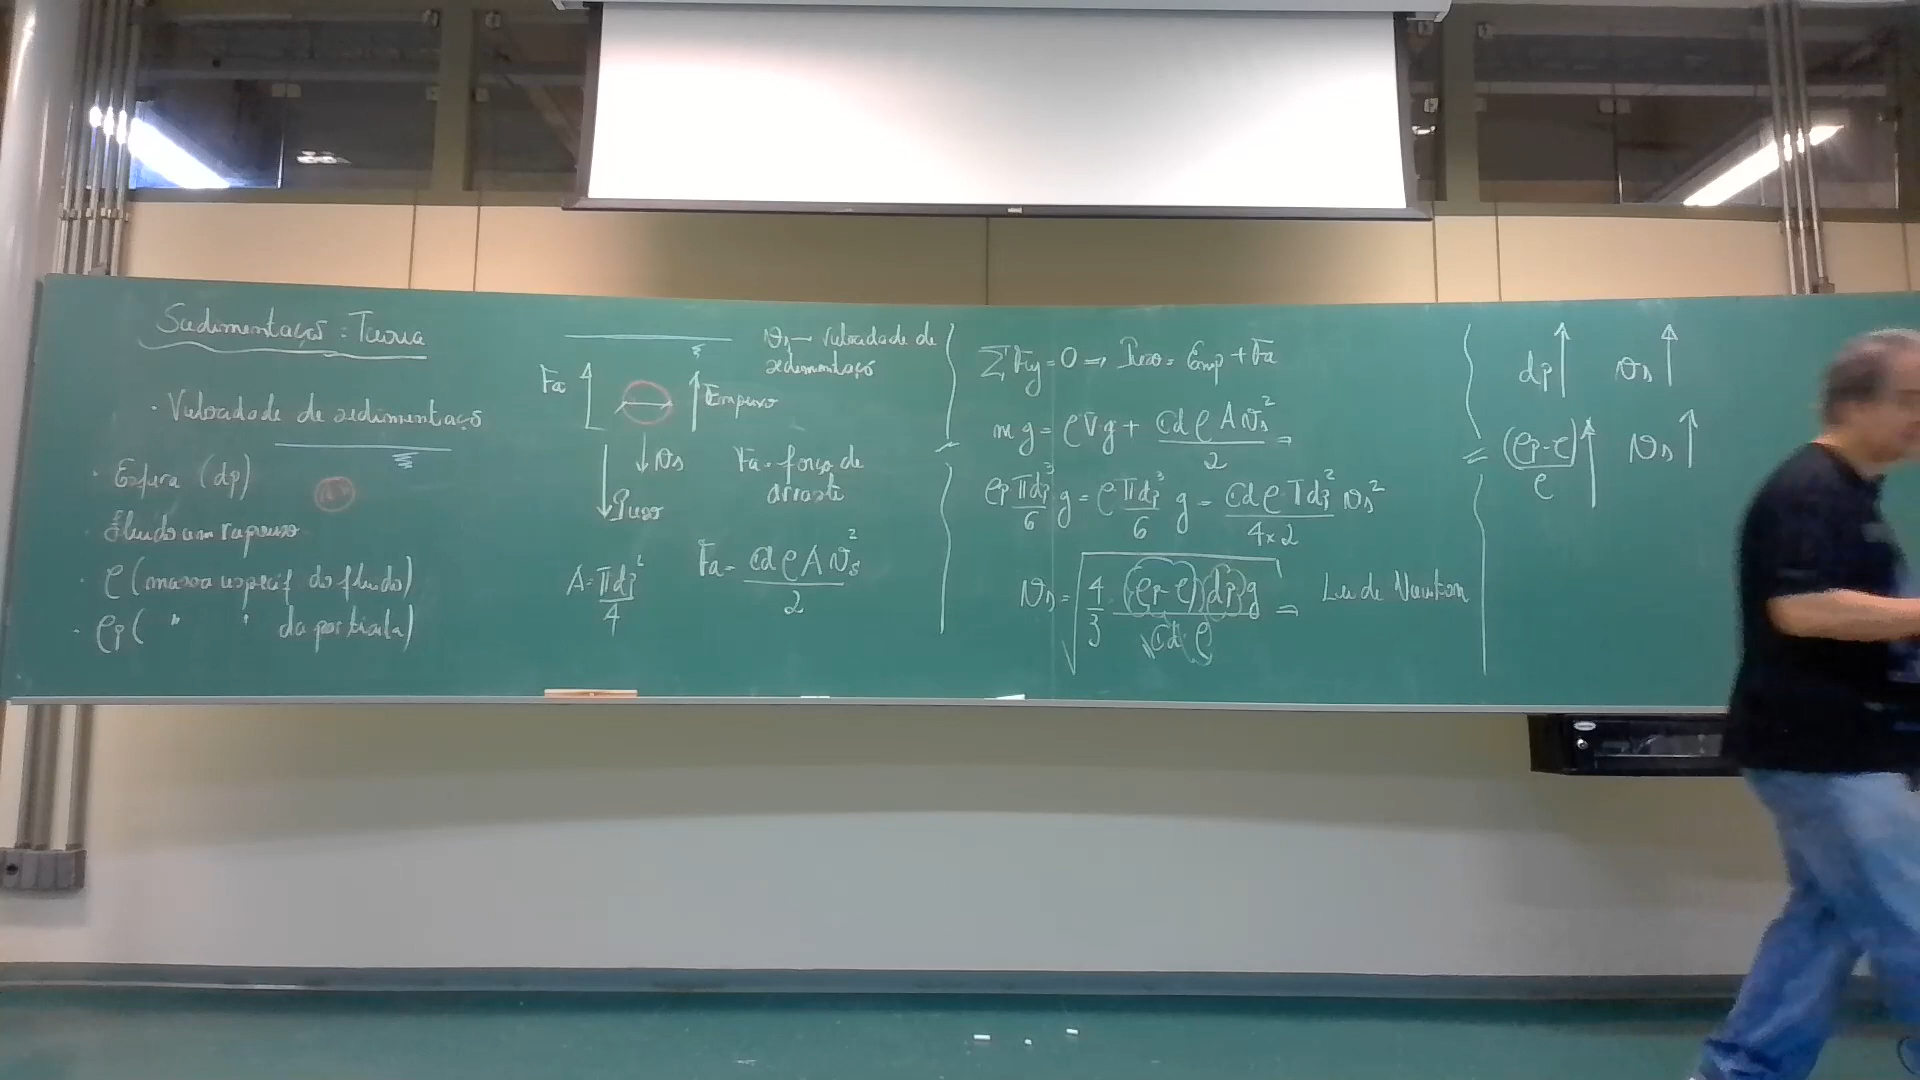 Sedimentação: Teoria
· Velocidade de sedimentação
· Esfera (dp)
· Fluido em repouso
· ρ (massa especif do fluido)
· ρp ( " " da partícula)
vs → velocidade de sedimentação
Fa
Empuxo
vs
Peso
Fa = força de arraste
A = πdp²/4
Fa = Cd ρ A vs²/2
ΣFy = 0 ⇒ Peso = Emp + Fa
mg = ρ∀g + Cd ρ A vs²/2 =
ρp πdp³/6 g = ρ πdp³/6 g = Cd ρ πdp²/4×2 vs²
vs = √(4/3 (ρp-ρ) dp g/Cd ρ) = Lei de Newton
dp↑ vs↑
(ρp-ρ)/ρ ↑ vs↑